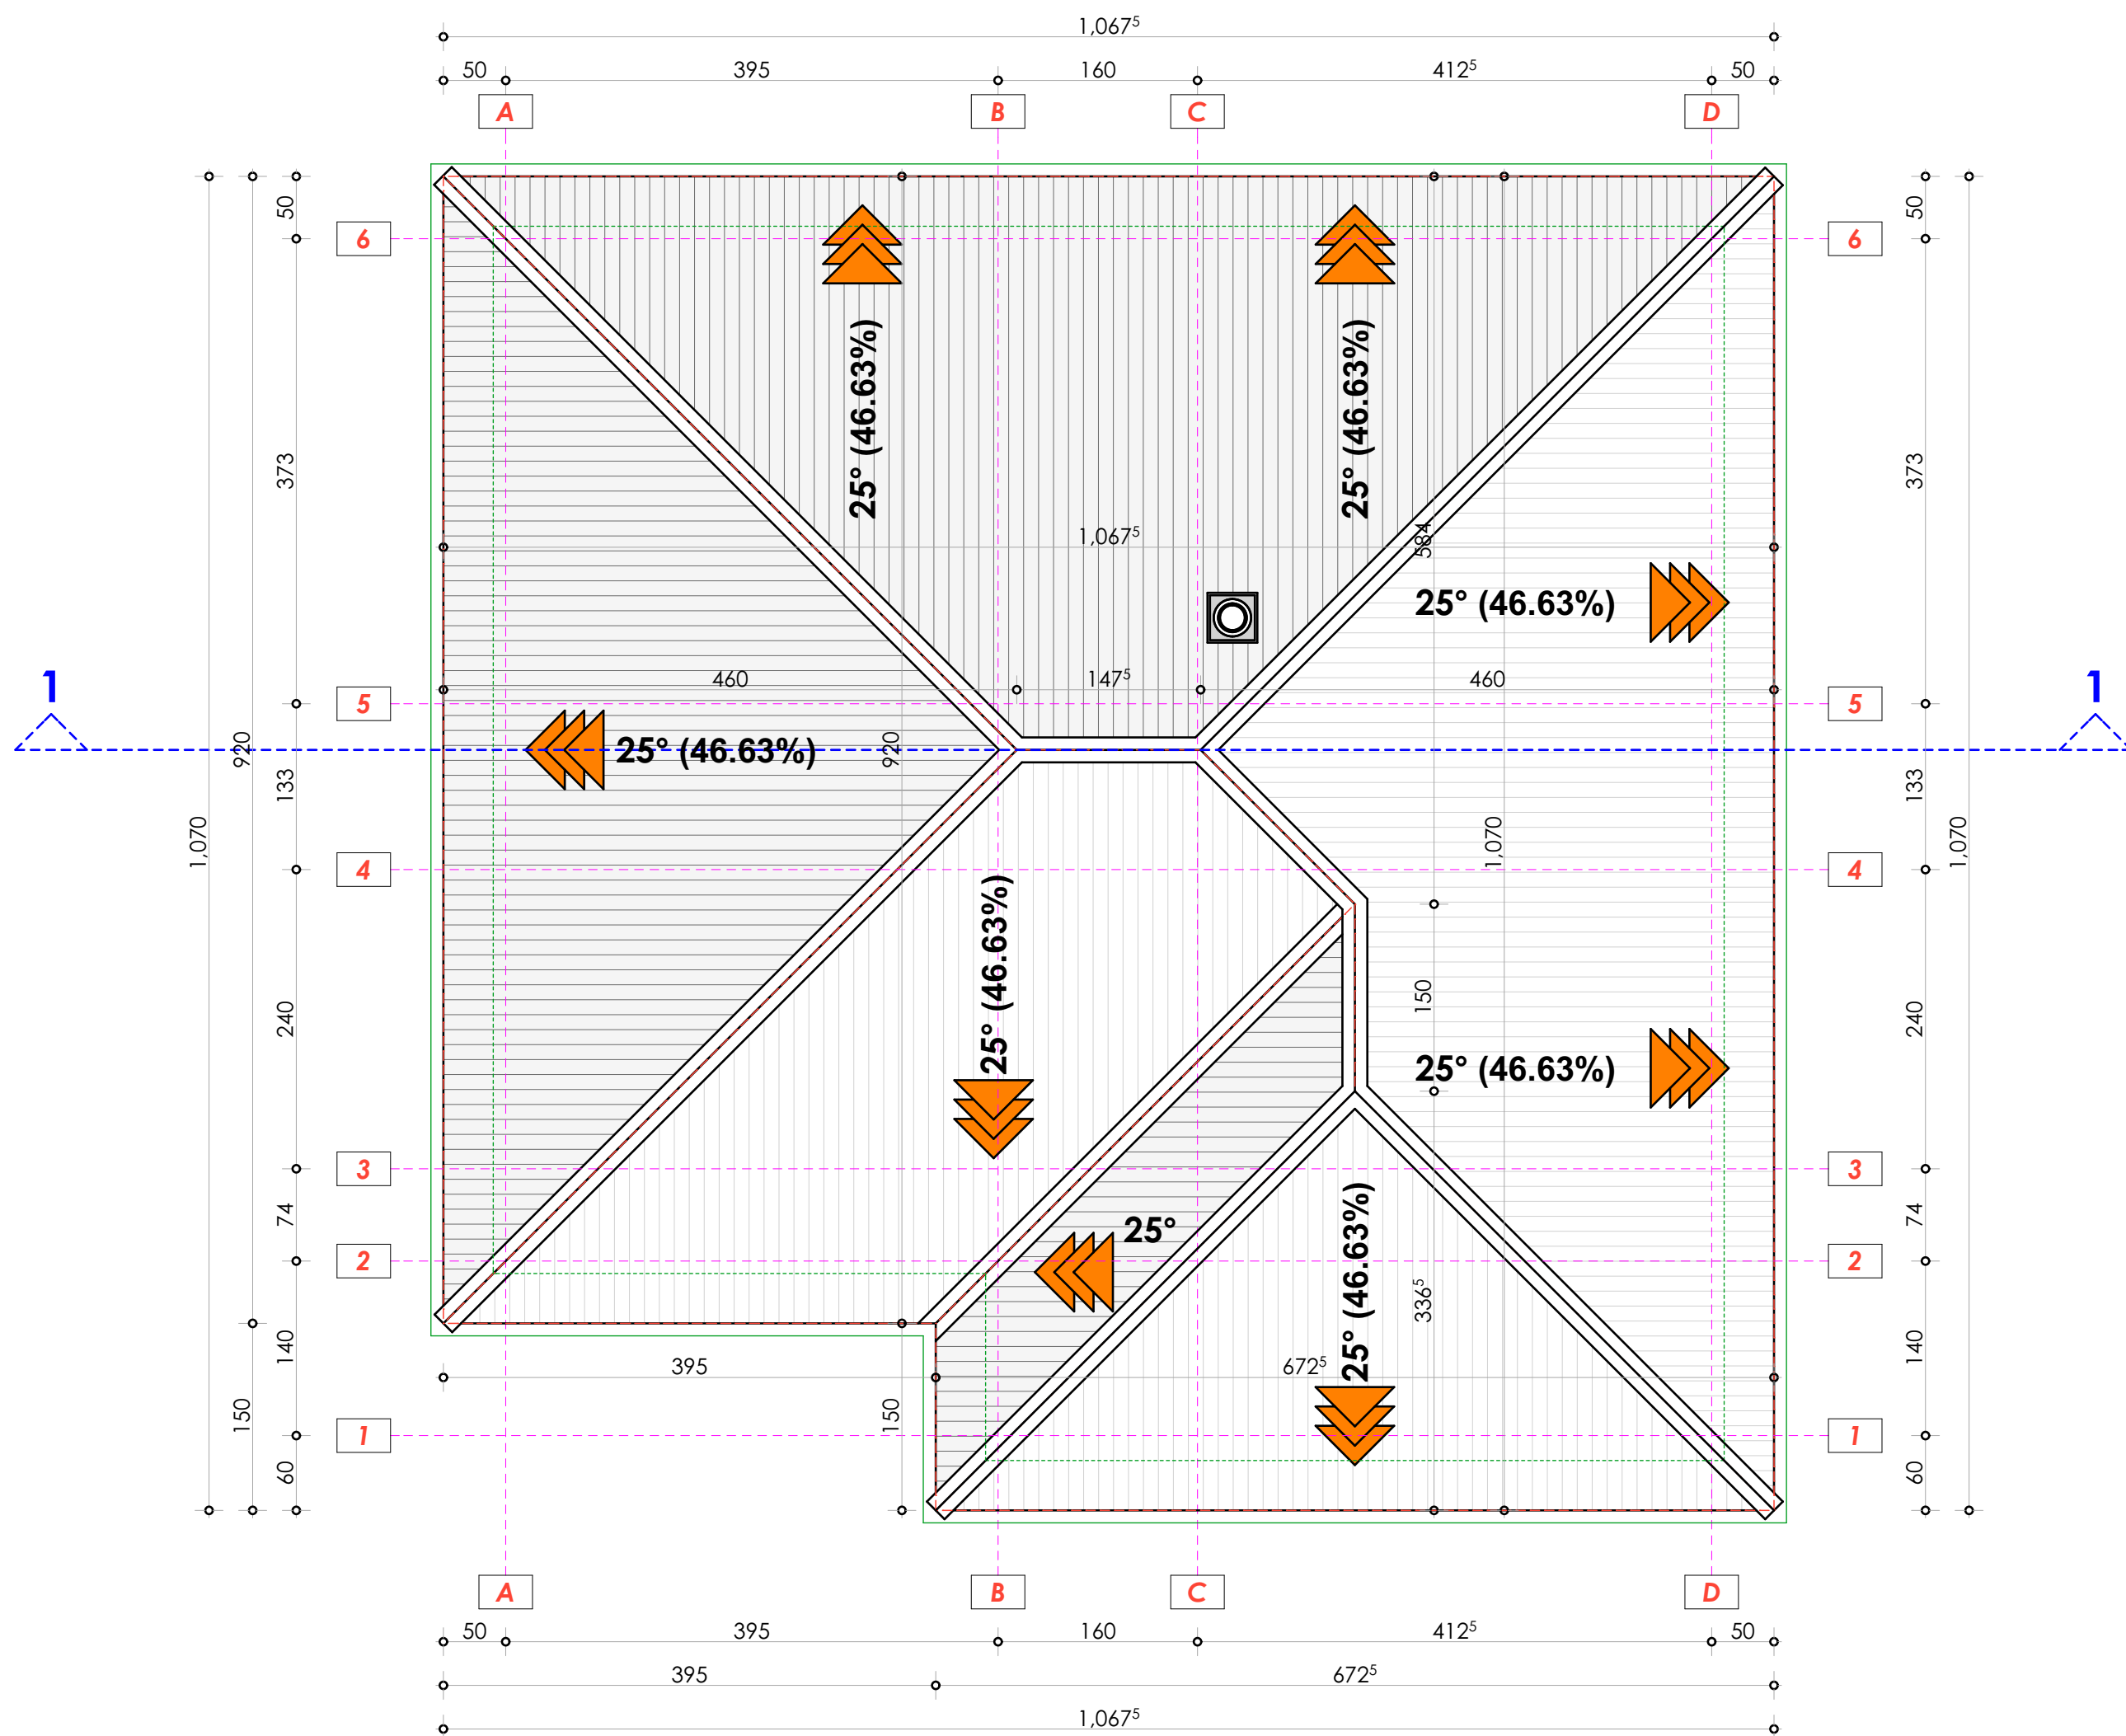 1,067⁵
50 395 160 412⁵ 50
A B C D
50 50
6 6
25° (46.63%) 25° (46.63%)
373 373
1,067⁵ 584
25° (46.63%)
460 147⁵ 460
1 1
5 5
920 133 25° (46.63%) 920 133
1,070 1,070 1,070
4 4
25° (46.63%)
240 150 240
25° (46.63%)
3 3
74 25° 74
2 2
25° (46.63%)
336⁵
140 140
395 672⁵
150 150
1 1
60 60
A B C D
50 395 160 412⁵ 50
395 672⁵
1,067⁵